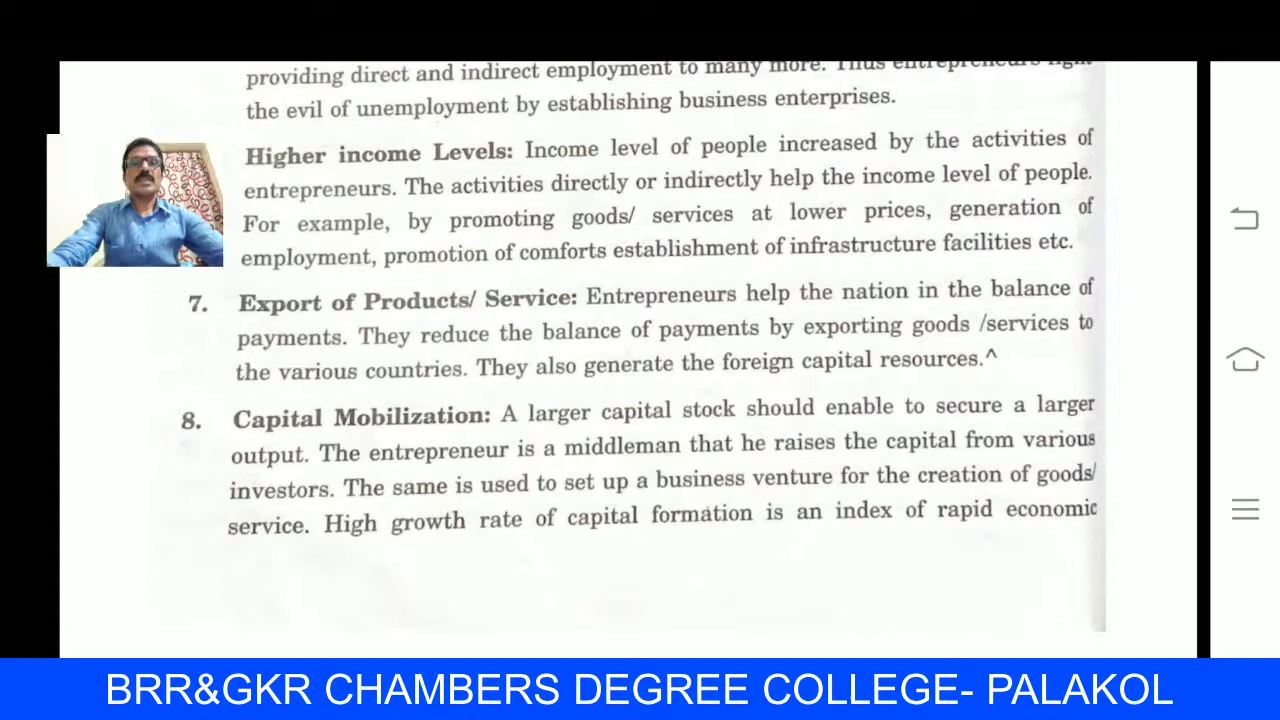 providing direct and indirect employment to many more. Thus entrepreneurs fight
the evil of unemployment by establishing business enterprises.
Higher income Levels: Income level of people increased by the activities of
entrepreneurs. The activities directly or indirectly help the income level of people.
For example, by promoting goods/ services at lower prices, generation of
employment, promotion of comforts establishment of infrastructure facilities etc.
7. Export of Products/ Service: Entrepreneurs help the nation in the balance of
payments. They reduce the balance of payments by exporting goods /services to
the various countries. They also generate the foreign capital resources.^
8. Capital Mobilization: A larger capital stock should enable to secure a larger
output. The entrepreneur is a middleman that he raises the capital from various
investors. The same is used to set up a business venture for the creation of goods/
service. High growth rate of capital formation is an index of rapid economic
BRR&GKR CHAMBERS DEGREE COLLEGE- PALAKOL